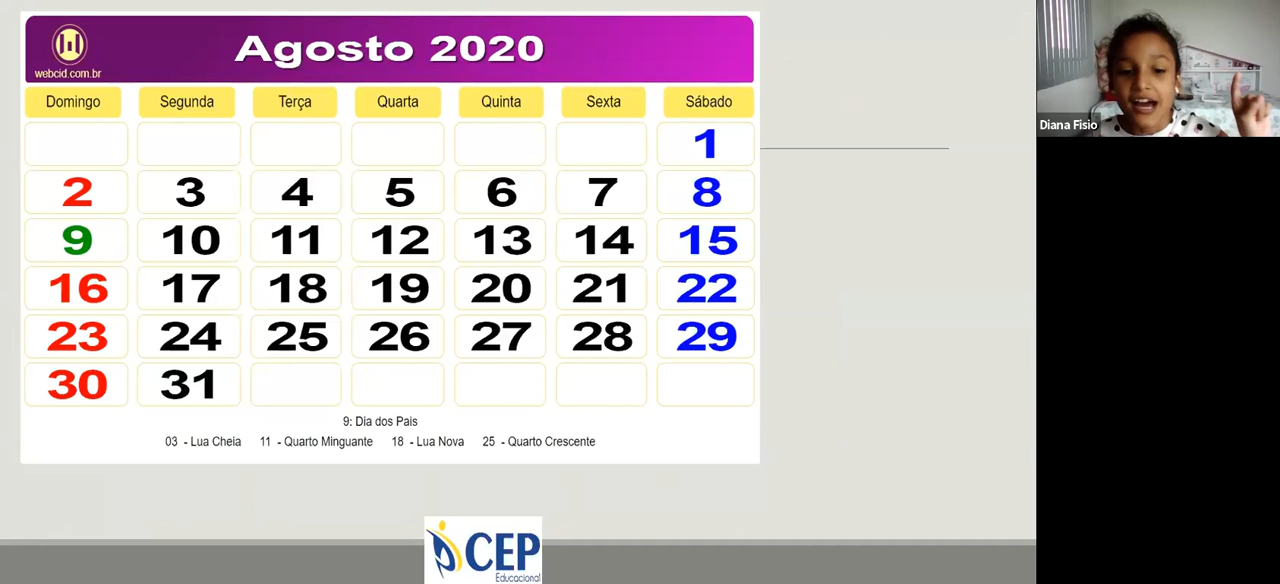 Agosto 2020
webcid.com.br
Domingo Segunda Terça Quarta Quinta Sexta Sábado
1
2 3 4 5 6 7 8
9 10 11 12 13 14 15
16 17 18 19 20 21 22
23 24 25 26 27 28 29
30 31
9: Dia dos Pais
03 - Lua Cheia 11 - Quarto Minguante 18 - Lua Nova 25 - Quarto Crescente
CEP
Educacional
Diana Fisio